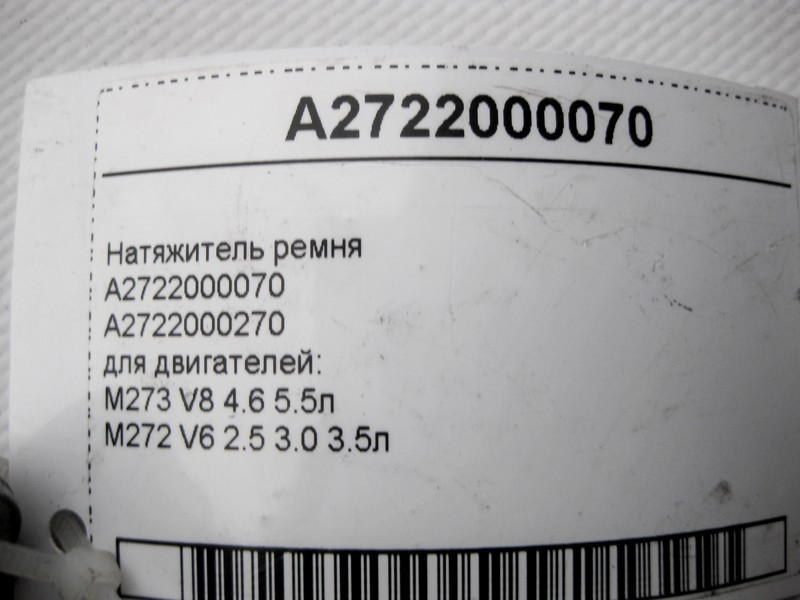 A2722000070
Натяжитель ремня
A2722000070
A2722000270
для двигателей:
M273 V8 4.6 5.5л
M272 V6 2.5 3.0 3.5л